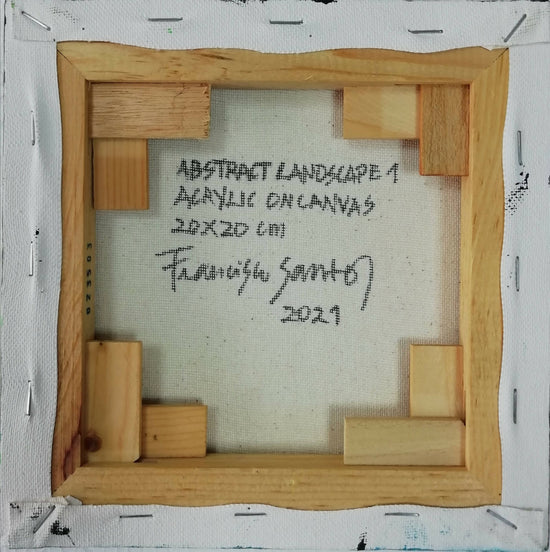 ABSTRACT LANDSCAPE 1
ACRYLIC ON CANVAS
20X20 cm
Francisco Santos
2021